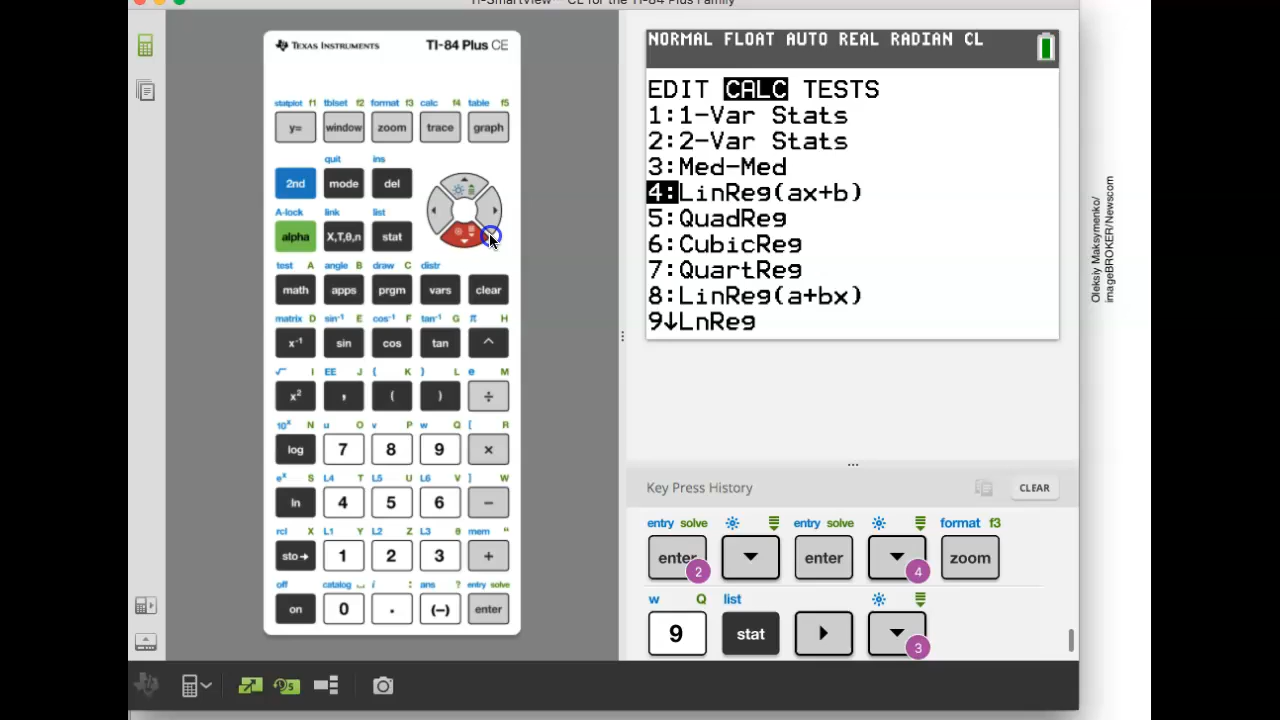 TI-SmartView™ CE for the TI-84 Plus Family
TEXAS INSTRUMENTS TI-84 Plus CE
statplot f1 tblset f2 format f3 calc f4 table f5
y= window zoom trace graph
quit ins
2nd mode del
A-lock link list
alpha X,T,θ,n stat
test A angle B draw C distr
math apps prgm vars clear
matrix D sin⁻¹ E cos⁻¹ F tan⁻¹ G π H
x⁻¹ sin cos tan ^
√ I EE J { K } L e M
x² , ( ) ÷
10ˣ N u O v P w Q [ R
log 7 8 9 ×
eˣ S L4 T L5 U L6 V ] W
ln 4 5 6 −
rcl X L1 Y L2 Z L3 θ mem "
sto→ 1 2 3 +
off catalog ⎵ i : ans ? entry solve
on 0 . (−) enter
NORMAL FLOAT AUTO REAL RADIAN CL
EDIT CALC TESTS
1:1-Var Stats
2:2-Var Stats
3:Med-Med
4:LinReg(ax+b)
5:QuadReg
6:CubicReg
7:QuartReg
8:LinReg(a+bx)
9↓LnReg
Key Press History CLEAR
entry solve entry solve format f3
enter 2 enter 4 zoom
w Q list
9 stat 3
Oleksiy Maksymenko/
imageBROKER/Newscom